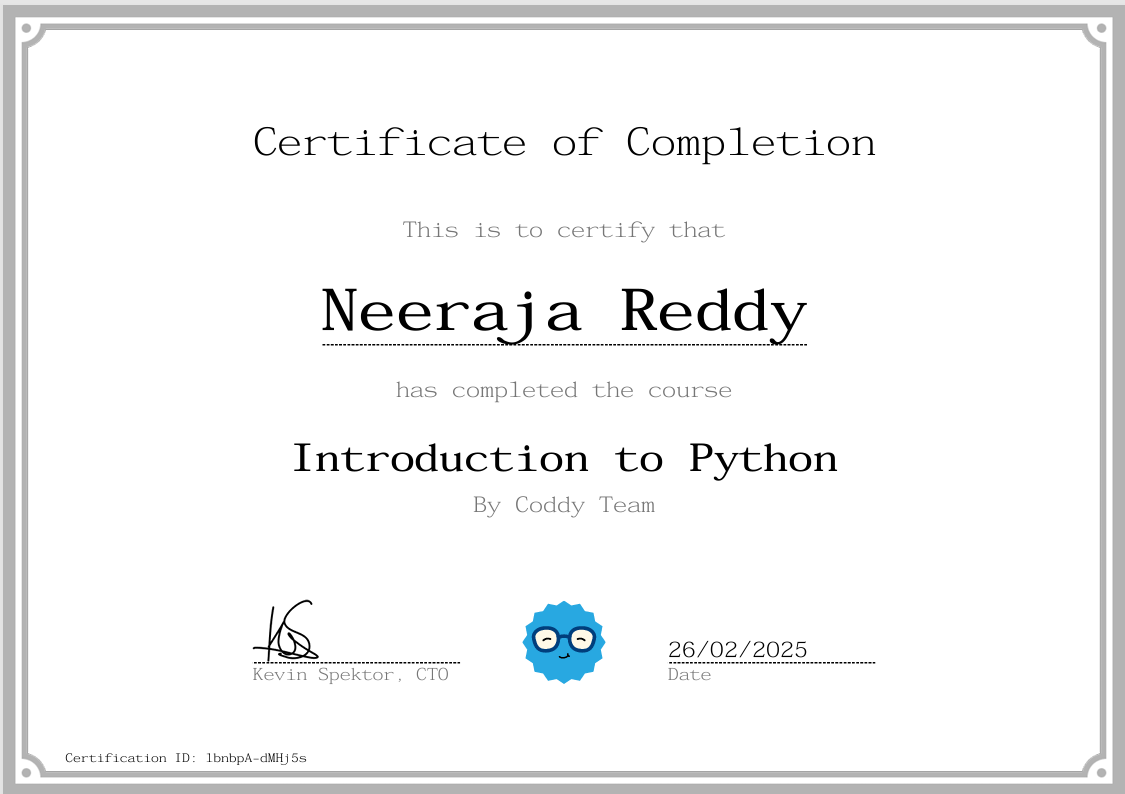 Certificate of Completion
This is to certify that
Neeraja Reddy
has completed the course
Introduction to Python
By Coddy Team
26/02/2025
Kevin Spektor, CTO
Date
Certification ID: lbnbpA-dMHj5s